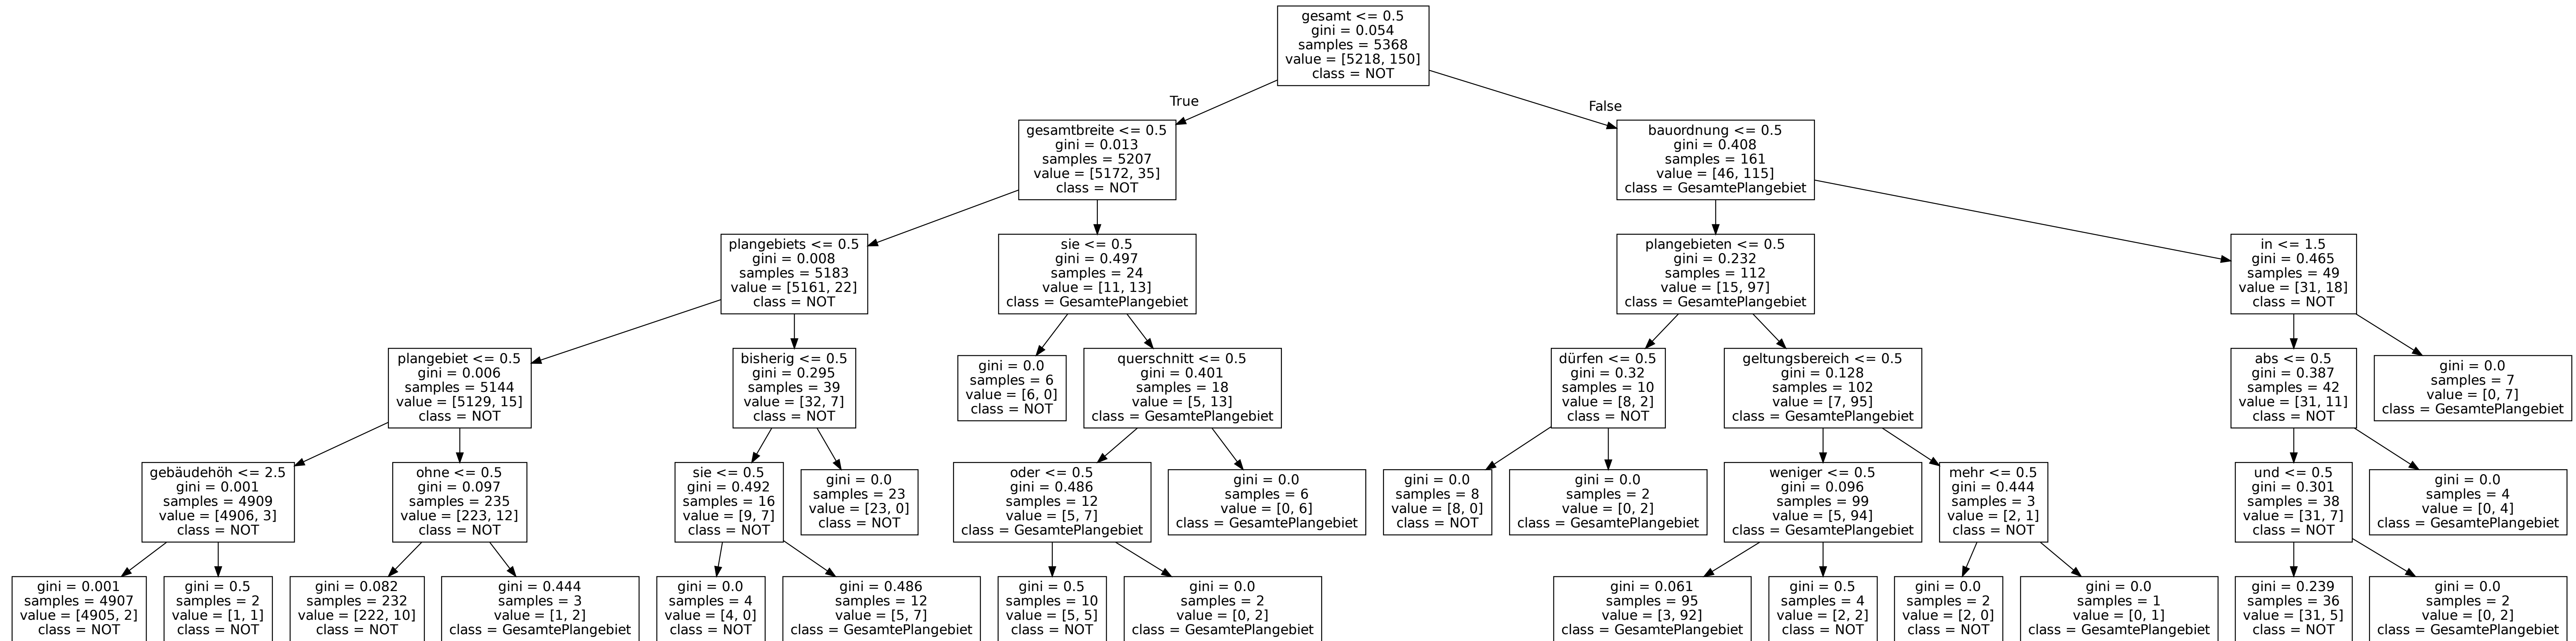 gesamt <= 0.5
gini = 0.054
samples = 5368
value = [5218, 150]
class = NOT
True
False
gesamtbreite <= 0.5
gini = 0.013
samples = 5207
value = [5172, 35]
class = NOT
bauordnung <= 0.5
gini = 0.408
samples = 161
value = [46, 115]
class = GesamtePlangebiet
plangebiets <= 0.5
gini = 0.008
samples = 5183
value = [5161, 22]
class = NOT
sie <= 0.5
gini = 0.497
samples = 24
value = [11, 13]
class = GesamtePlangebiet
plangebieten <= 0.5
gini = 0.232
samples = 112
value = [15, 97]
class = GesamtePlangebiet
in <= 1.5
gini = 0.465
samples = 49
value = [31, 18]
class = NOT
plangebiet <= 0.5
gini = 0.006
samples = 5144
value = [5129, 15]
class = NOT
bisherig <= 0.5
gini = 0.295
samples = 39
value = [32, 7]
class = NOT
gini = 0.0
samples = 6
value = [6, 0]
class = NOT
querschnitt <= 0.5
gini = 0.401
samples = 18
value = [5, 13]
class = GesamtePlangebiet
dürfen <= 0.5
gini = 0.32
samples = 10
value = [8, 2]
class = NOT
geltungsbereich <= 0.5
gini = 0.128
samples = 102
value = [7, 95]
class = GesamtePlangebiet
abs <= 0.5
gini = 0.387
samples = 42
value = [31, 11]
class = NOT
gini = 0.0
samples = 7
value = [0, 7]
class = GesamtePlangebiet
gebäudehöh <= 2.5
gini = 0.001
samples = 4909
value = [4906, 3]
class = NOT
ohne <= 0.5
gini = 0.097
samples = 235
value = [223, 12]
class = NOT
sie <= 0.5
gini = 0.492
samples = 16
value = [9, 7]
class = NOT
gini = 0.0
samples = 23
value = [23, 0]
class = NOT
oder <= 0.5
gini = 0.486
samples = 12
value = [5, 7]
class = GesamtePlangebiet
gini = 0.0
samples = 6
value = [0, 6]
class = GesamtePlangebiet
gini = 0.0
samples = 8
value = [8, 0]
class = NOT
gini = 0.0
samples = 2
value = [0, 2]
class = GesamtePlangebiet
weniger <= 0.5
gini = 0.096
samples = 99
value = [5, 94]
class = GesamtePlangebiet
mehr <= 0.5
gini = 0.444
samples = 3
value = [2, 1]
class = NOT
und <= 0.5
gini = 0.301
samples = 38
value = [31, 7]
class = NOT
gini = 0.0
samples = 4
value = [0, 4]
class = GesamtePlangebiet
gini = 0.001
samples = 4907
value = [4905, 2]
class = NOT
gini = 0.5
samples = 2
value = [1, 1]
class = NOT
gini = 0.082
samples = 232
value = [222, 10]
class = NOT
gini = 0.444
samples = 3
value = [1, 2]
class = GesamtePlangebiet
gini = 0.0
samples = 4
value = [4, 0]
class = NOT
gini = 0.486
samples = 12
value = [5, 7]
class = GesamtePlangebiet
gini = 0.5
samples = 10
value = [5, 5]
class = NOT
gini = 0.0
samples = 2
value = [0, 2]
class = GesamtePlangebiet
gini = 0.061
samples = 95
value = [3, 92]
class = GesamtePlangebiet
gini = 0.5
samples = 4
value = [2, 2]
class = NOT
gini = 0.0
samples = 2
value = [2, 0]
class = NOT
gini = 0.0
samples = 1
value = [0, 1]
class = GesamtePlangebiet
gini = 0.239
samples = 36
value = [31, 5]
class = NOT
gini = 0.0
samples = 2
value = [0, 2]
class = GesamtePlangebiet